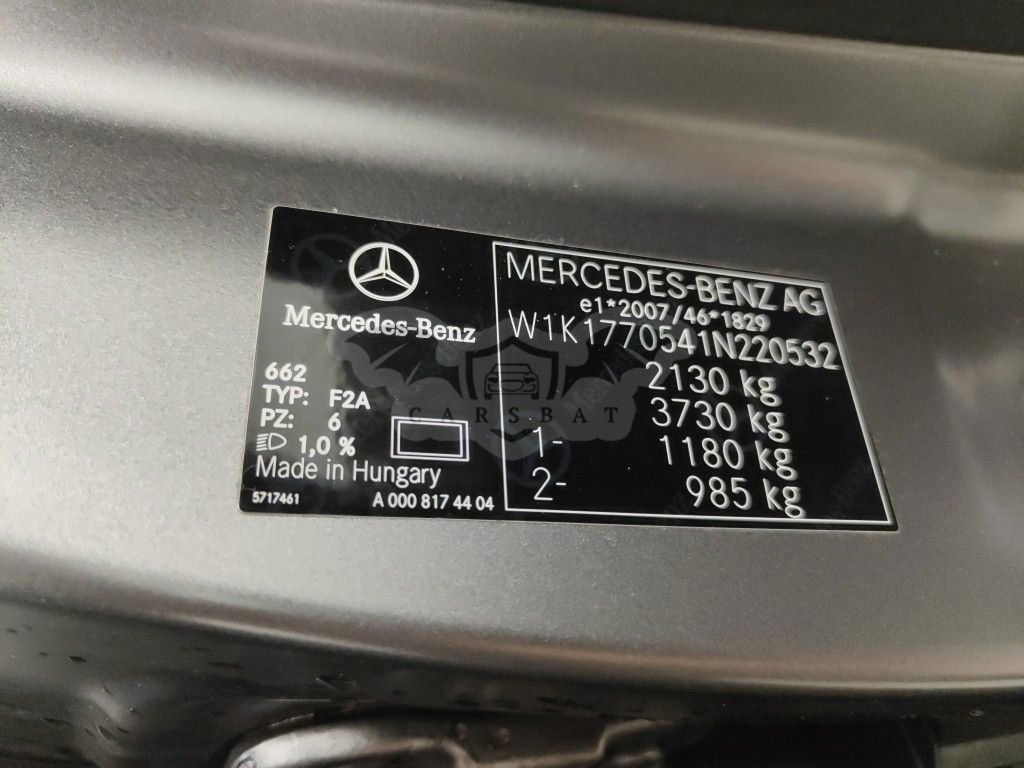 Mercedes-Benz
662
TYP: F2A
PZ: 6
1,0 %
Made in Hungary
5717461 A 000 817 44 04
MERCEDES-BENZ AG
e1*2007/46*1829
W1K1770541N220532
2130 kg
3730 kg
1- 1180 kg
2- 985 kg
CARSBAT